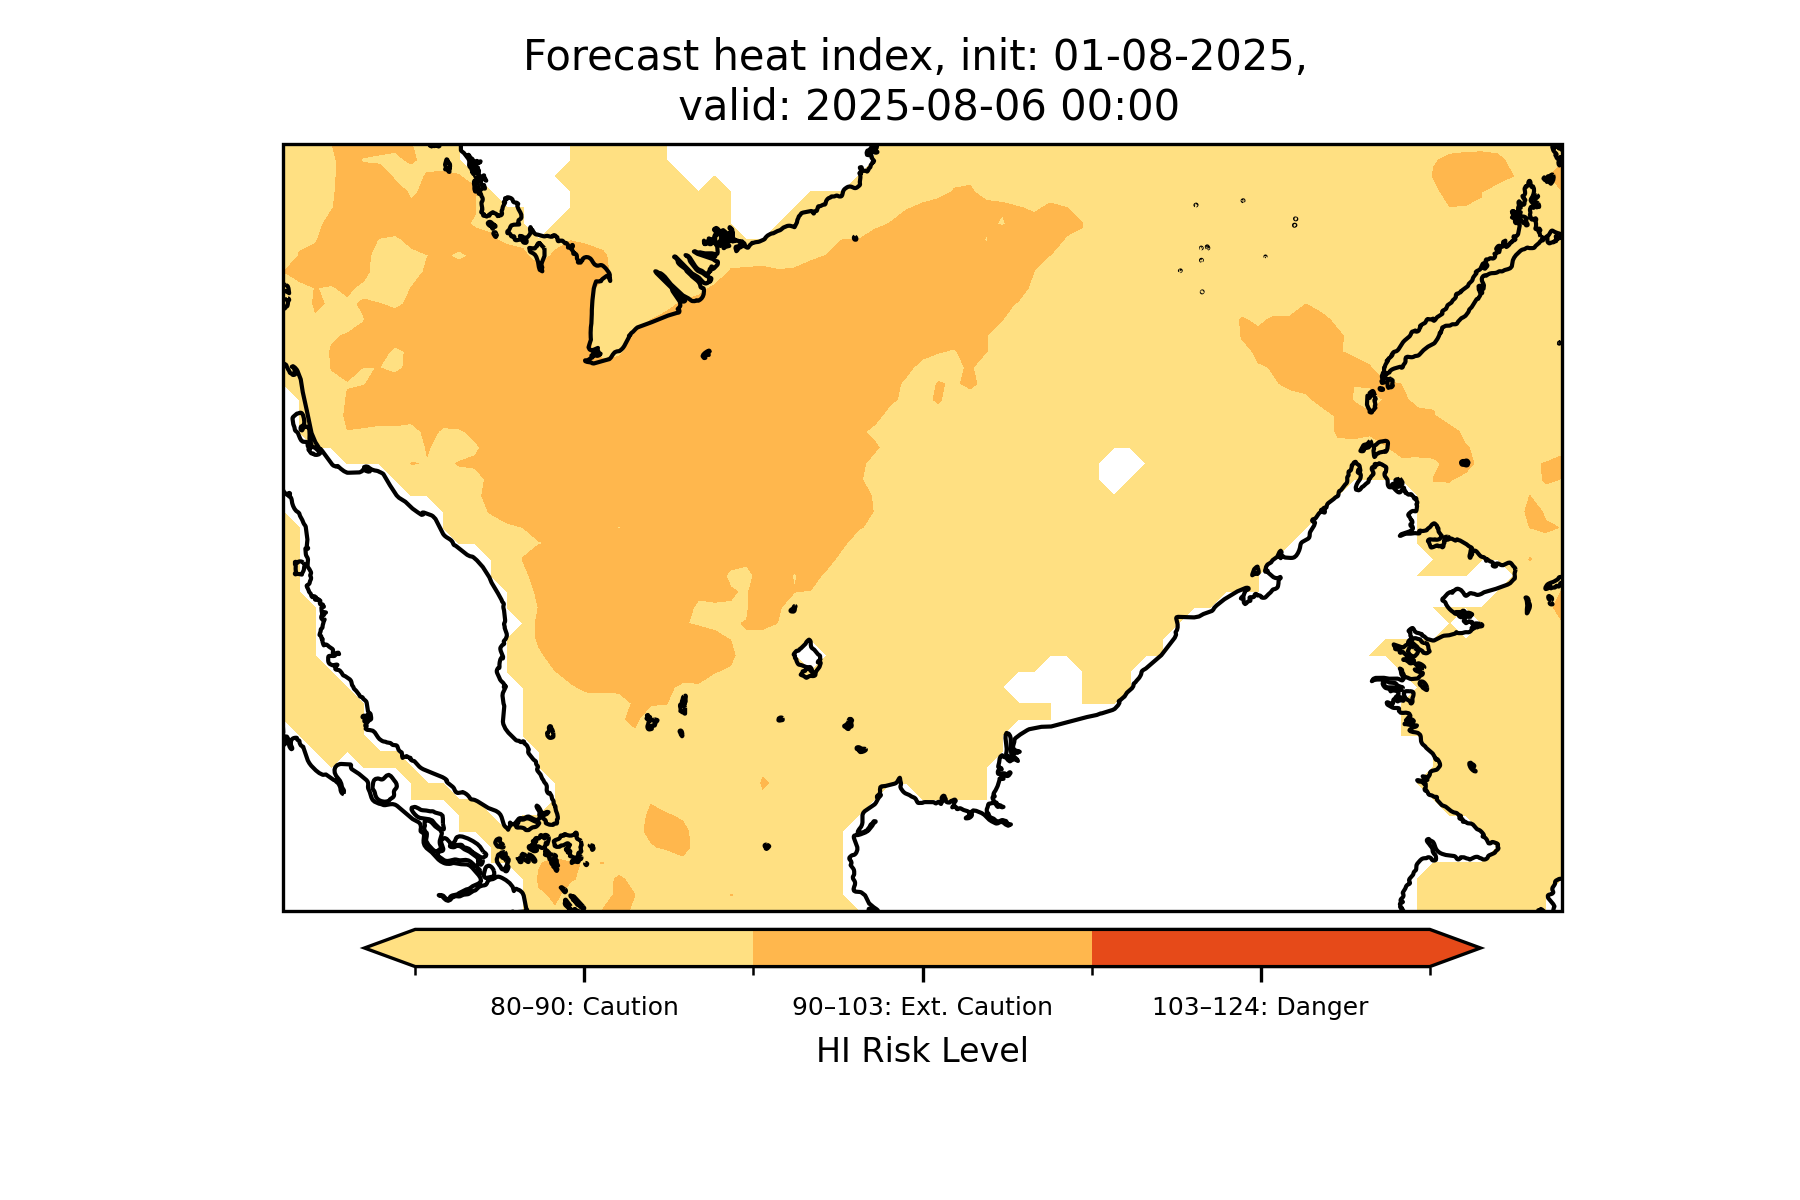 Forecast heat index, init: 01-08-2025,
valid: 2025-08-06 00:00
80–90: Caution
90–103: Ext. Caution
103–124: Danger
HI Risk Level